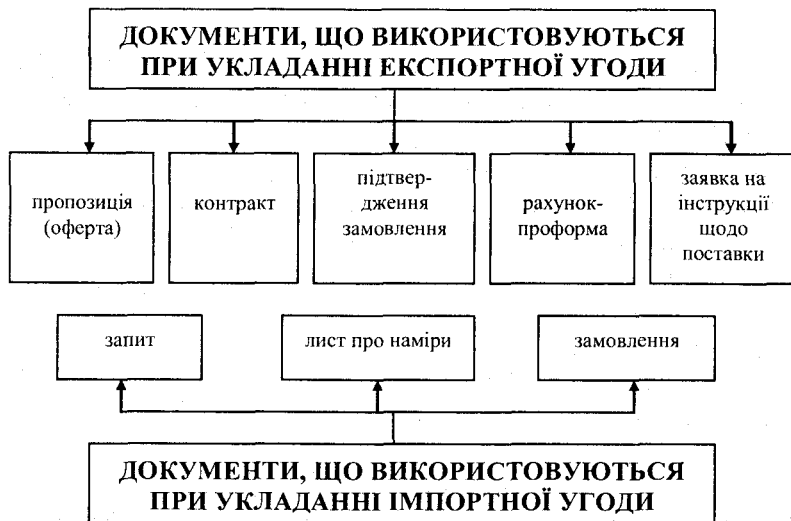 ДОКУМЕНТИ, ЩО ВИКОРИСТОВУЮТЬСЯ
ПРИ УКЛАДАННІ ЕКСПОРТНОЇ УГОДИ
пропозиція
(оферта)
контракт
підтвер-
дження
замовлення
рахунок-
проформа
заявка на
інструкції
щодо
поставки
запит
лист про наміри
замовлення
ДОКУМЕНТИ, ЩО ВИКОРИСТОВУЮТЬСЯ
ПРИ УКЛАДАННІ ІМПОРТНОЇ УГОДИ